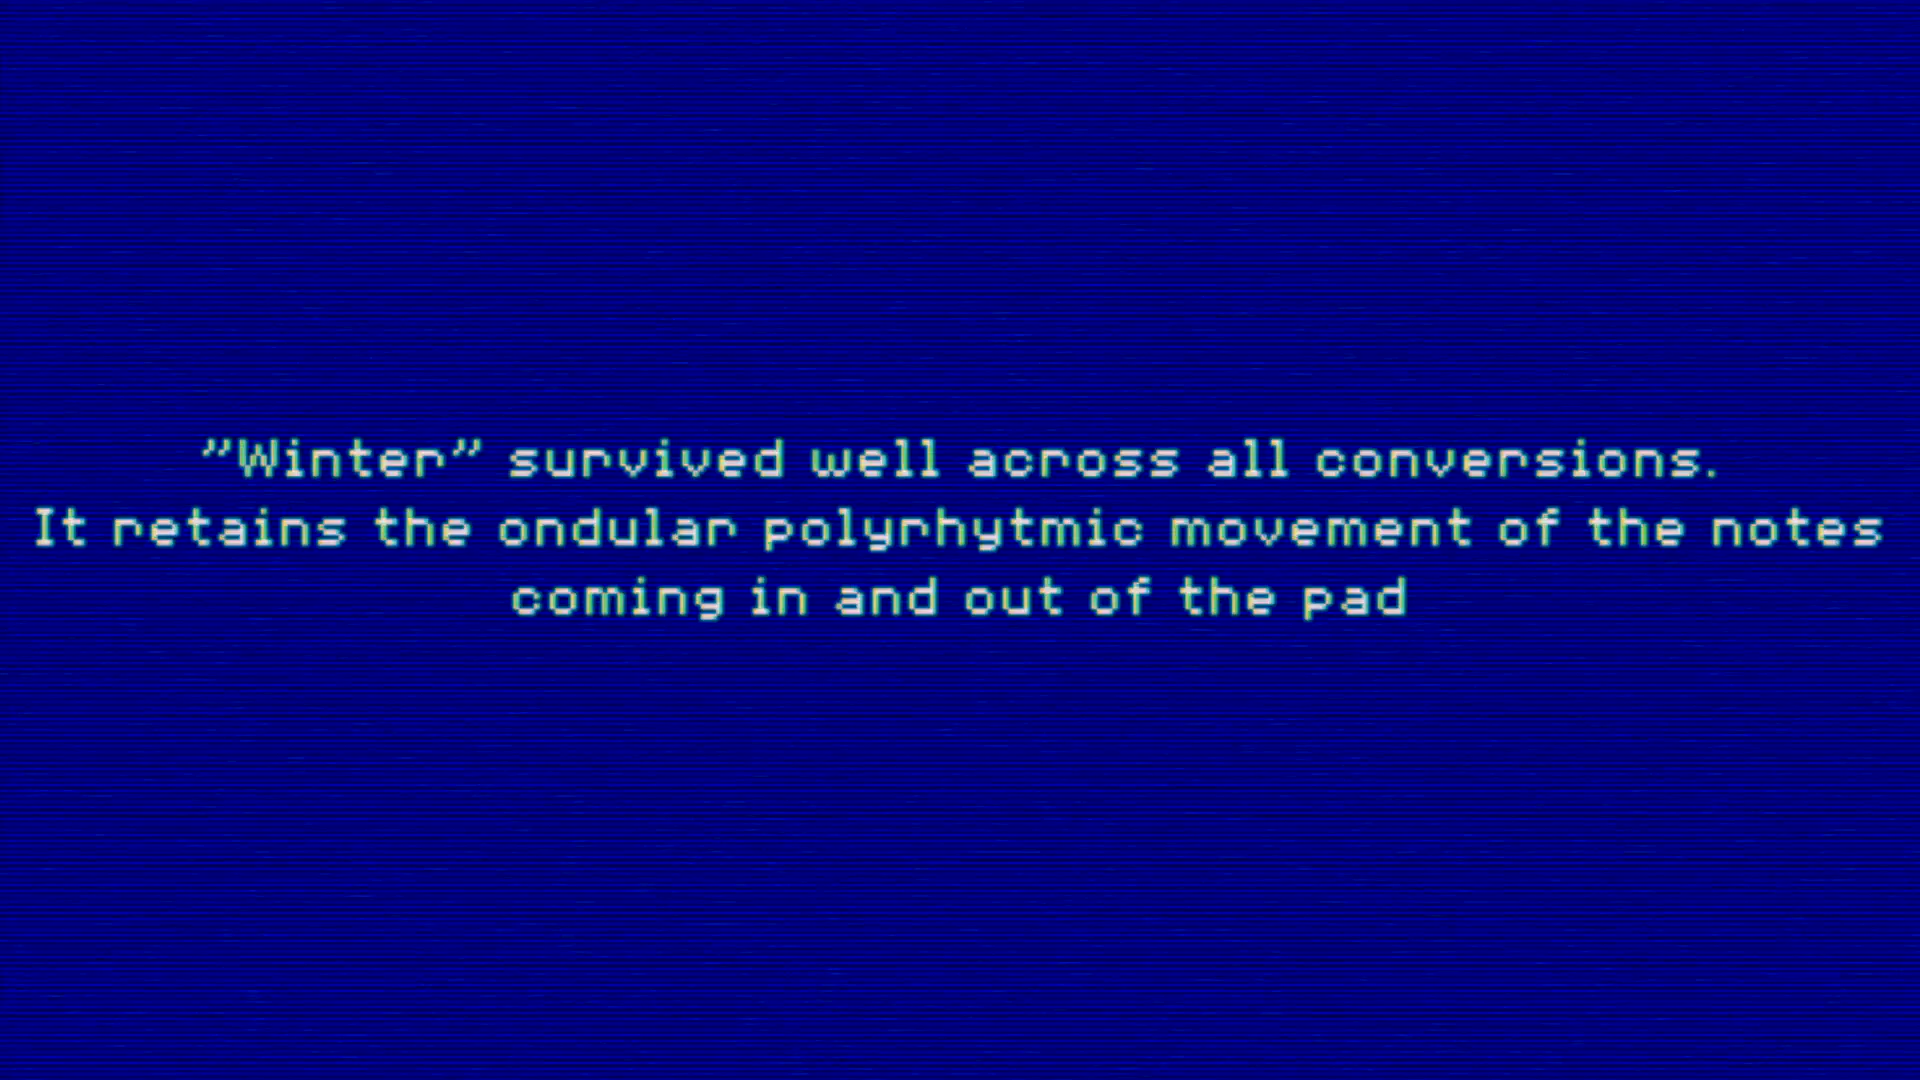 "Winter" survived well across all conversions.
It retains the ondular polyrhytmic movement of the notes
coming in and out of the pad